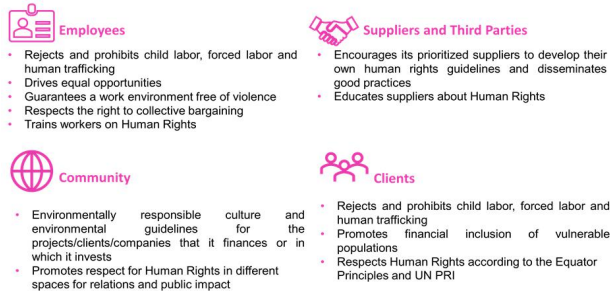 Employees
Rejects and prohibits child labor, forced labor and
human trafficking
Drives equal opportunities
Guarantees a work environment free of violence
Respects the right to collective bargaining
Trains workers on Human Rights
Suppliers and Third Parties
Encourages its prioritized suppliers to develop their
own human rights guidelines and disseminates
good practices
Educates suppliers about Human Rights
Community
Environmentally responsible culture and
environmental guidelines for the
projects/clients/companies that it finances or in
which it invests
Promotes respect for Human Rights in different
spaces for relations and public impact
Clients
Rejects and prohibits child labor, forced labor and
human trafficking
Promotes financial inclusion of vulnerable
populations
Respects Human Rights according to the Equator
Principles and UN PRI